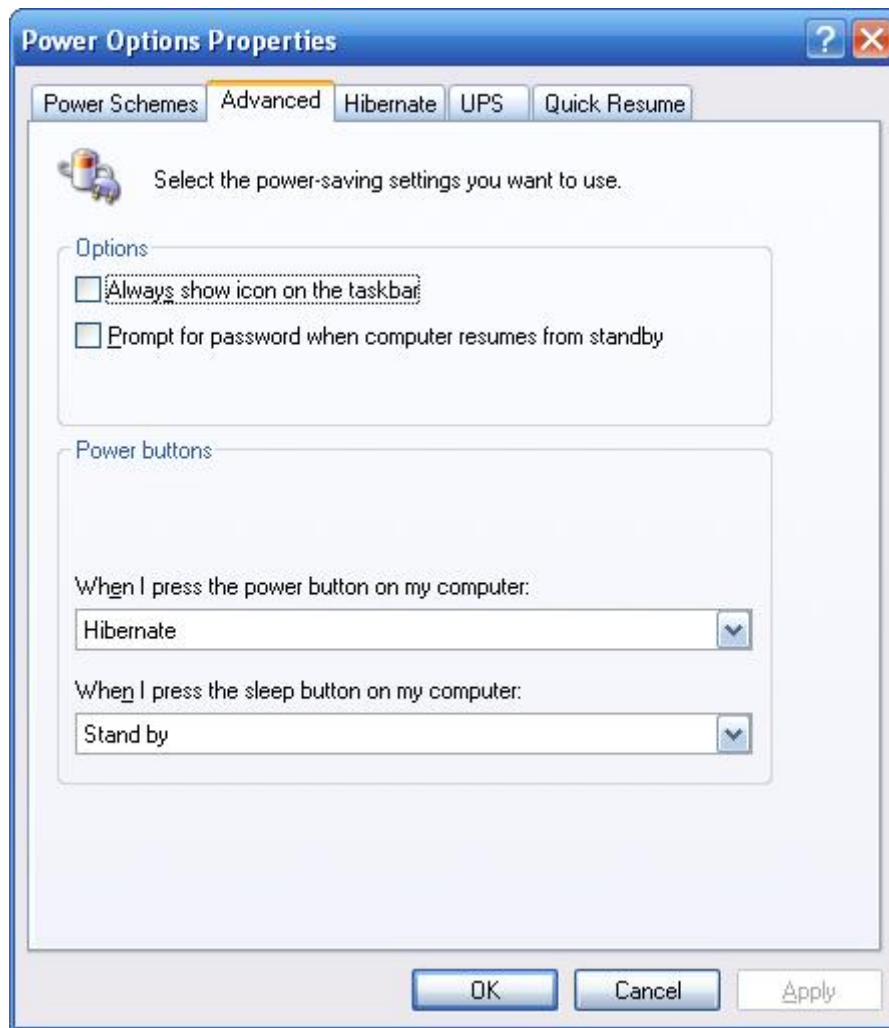 Power Options Properties
Power Schemes Advanced Hibernate UPS Quick Resume
Select the power-saving settings you want to use.
Options
Always show icon on the taskbar
Prompt for password when computer resumes from standby
Power buttons
When I press the power button on my computer:
Hibernate
When I press the sleep button on my computer:
Stand by
OK Cancel Apply